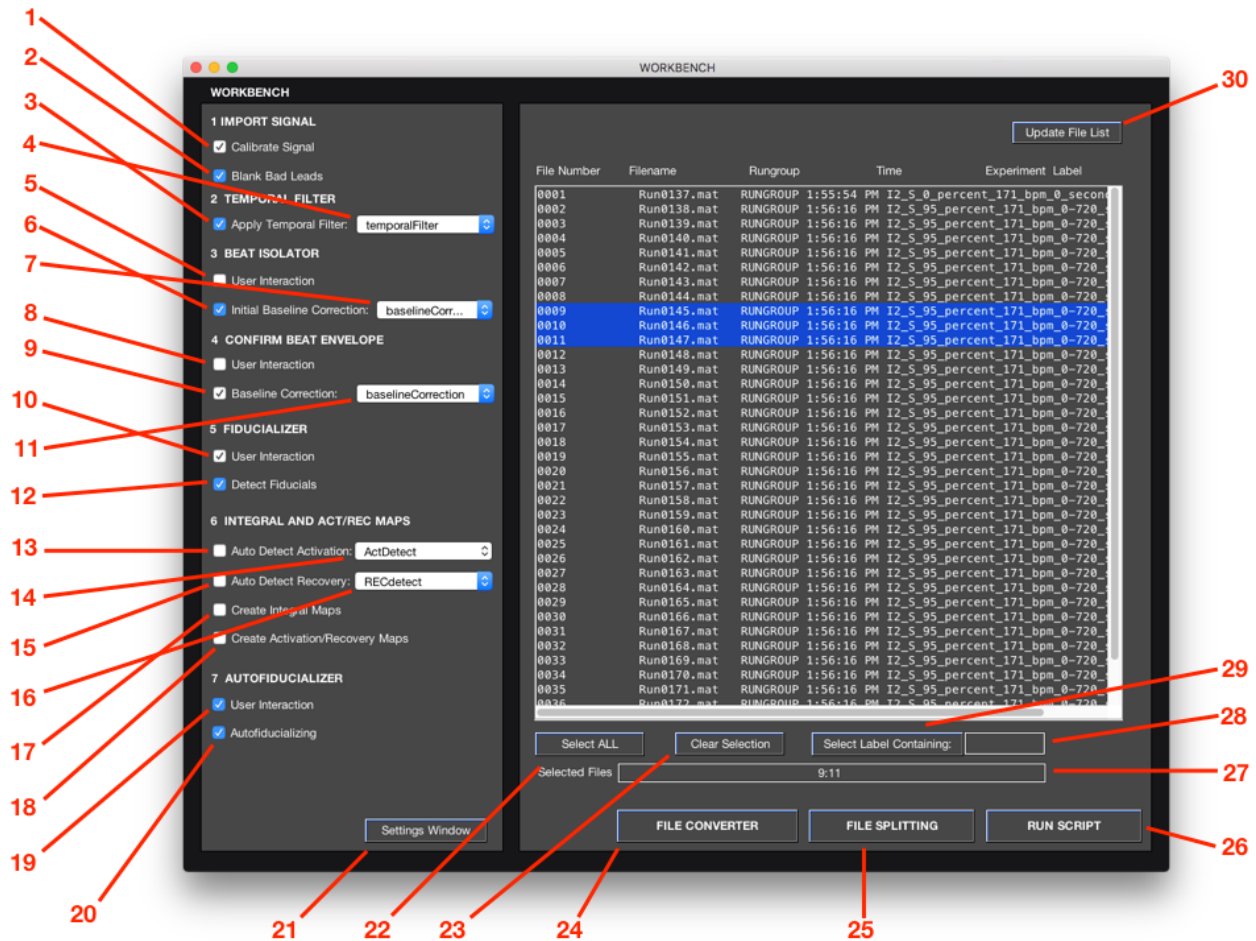 1
2
3
4
5
6
7
8
9
10
11
12
13
14
15
16
17
18
19
20
WORKBENCH
WORKBENCH
1 IMPORT SIGNAL
Calibrate Signal
Blank Bad Leads
2 TEMPORAL FILTER
Apply Temporal Filter: temporalFilter
3 BEAT ISOLATOR
User Interaction
Initial Baseline Correction: baselineCorr...
4 CONFIRM BEAT ENVELOPE
User Interaction
Baseline Correction: baselineCorrection
5 FIDUCIALIZER
User Interaction
Detect Fiducials
6 INTEGRAL AND ACT/REC MAPS
Auto Detect Activation: ActDetect
Auto Detect Recovery: RECdetect
Create Integral Maps
Create Activation/Recovery Maps
7 AUTOFIDUCIALIZER
User Interaction
Autofiducializing
Settings Window
Update File List
File Number Filename Rungroup Time Experiment Label
0001 Run0137.mat RUNGROUP 1:55:54 PM I2_S_0_percent_171_bpm_0_second
0002 Run0138.mat RUNGROUP 1:56:16 PM I2_S_95_percent_171_bpm_0-720_
0003 Run0139.mat RUNGROUP 1:56:16 PM I2_S_95_percent_171_bpm_0-720_
0004 Run0140.mat RUNGROUP 1:56:16 PM I2_S_95_percent_171_bpm_0-720_
0005 Run0141.mat RUNGROUP 1:56:16 PM I2_S_95_percent_171_bpm_0-720_
0006 Run0142.mat RUNGROUP 1:56:16 PM I2_S_95_percent_171_bpm_0-720_
0007 Run0143.mat RUNGROUP 1:56:16 PM I2_S_95_percent_171_bpm_0-720_
0008 Run0144.mat RUNGROUP 1:56:16 PM I2_S_95_percent_171_bpm_0-720_
0009 Run0145.mat RUNGROUP 1:56:16 PM I2_S_95_percent_171_bpm_0-720_
0010 Run0146.mat RUNGROUP 1:56:16 PM I2_S_95_percent_171_bpm_0-720_
0011 Run0147.mat RUNGROUP 1:56:16 PM I2_S_95_percent_171_bpm_0-720_
0012 Run0148.mat RUNGROUP 1:56:16 PM I2_S_95_percent_171_bpm_0-720_
0013 Run0149.mat RUNGROUP 1:56:16 PM I2_S_95_percent_171_bpm_0-720_
0014 Run0150.mat RUNGROUP 1:56:16 PM I2_S_95_percent_171_bpm_0-720_
0015 Run0151.mat RUNGROUP 1:56:16 PM I2_S_95_percent_171_bpm_0-720_
0016 Run0152.mat RUNGROUP 1:56:16 PM I2_S_95_percent_171_bpm_0-720_
0017 Run0153.mat RUNGROUP 1:56:16 PM I2_S_95_percent_171_bpm_0-720_
0018 Run0154.mat RUNGROUP 1:56:16 PM I2_S_95_percent_171_bpm_0-720_
0019 Run0155.mat RUNGROUP 1:56:16 PM I2_S_95_percent_171_bpm_0-720_
0020 Run0156.mat RUNGROUP 1:56:16 PM I2_S_95_percent_171_bpm_0-720_
0021 Run0157.mat RUNGROUP 1:56:16 PM I2_S_95_percent_171_bpm_0-720_
0022 Run0158.mat RUNGROUP 1:56:16 PM I2_S_95_percent_171_bpm_0-720_
0023 Run0159.mat RUNGROUP 1:56:16 PM I2_S_95_percent_171_bpm_0-720_
0024 Run0160.mat RUNGROUP 1:56:16 PM I2_S_95_percent_171_bpm_0-720_
0025 Run0161.mat RUNGROUP 1:56:16 PM I2_S_95_percent_171_bpm_0-720_
0026 Run0162.mat RUNGROUP 1:56:16 PM I2_S_95_percent_171_bpm_0-720_
0027 Run0163.mat RUNGROUP 1:56:16 PM I2_S_95_percent_171_bpm_0-720_
0028 Run0164.mat RUNGROUP 1:56:16 PM I2_S_95_percent_171_bpm_0-720_
0029 Run0165.mat RUNGROUP 1:56:16 PM I2_S_95_percent_171_bpm_0-720_
0030 Run0166.mat RUNGROUP 1:56:16 PM I2_S_95_percent_171_bpm_0-720_
0031 Run0167.mat RUNGROUP 1:56:16 PM I2_S_95_percent_171_bpm_0-720_
0032 Run0168.mat RUNGROUP 1:56:16 PM I2_S_95_percent_171_bpm_0-720_
0033 Run0169.mat RUNGROUP 1:56:16 PM I2_S_95_percent_171_bpm_0-720_
0034 Run0170.mat RUNGROUP 1:56:16 PM I2_S_95_percent_171_bpm_0-720_
0035 Run0171.mat RUNGROUP 1:56:16 PM I2_S_95_percent_171_bpm_0-720_
0036 Run0172.mat RUNGROUP 1:56:16 PM I2_S_95_percent_171_bpm_0-720_
Select ALL Clear Selection Select Label Containing:
Selected Files 9:11
FILE CONVERTER FILE SPLITTING RUN SCRIPT
30
29
28
27
26
21 22 23 24 25